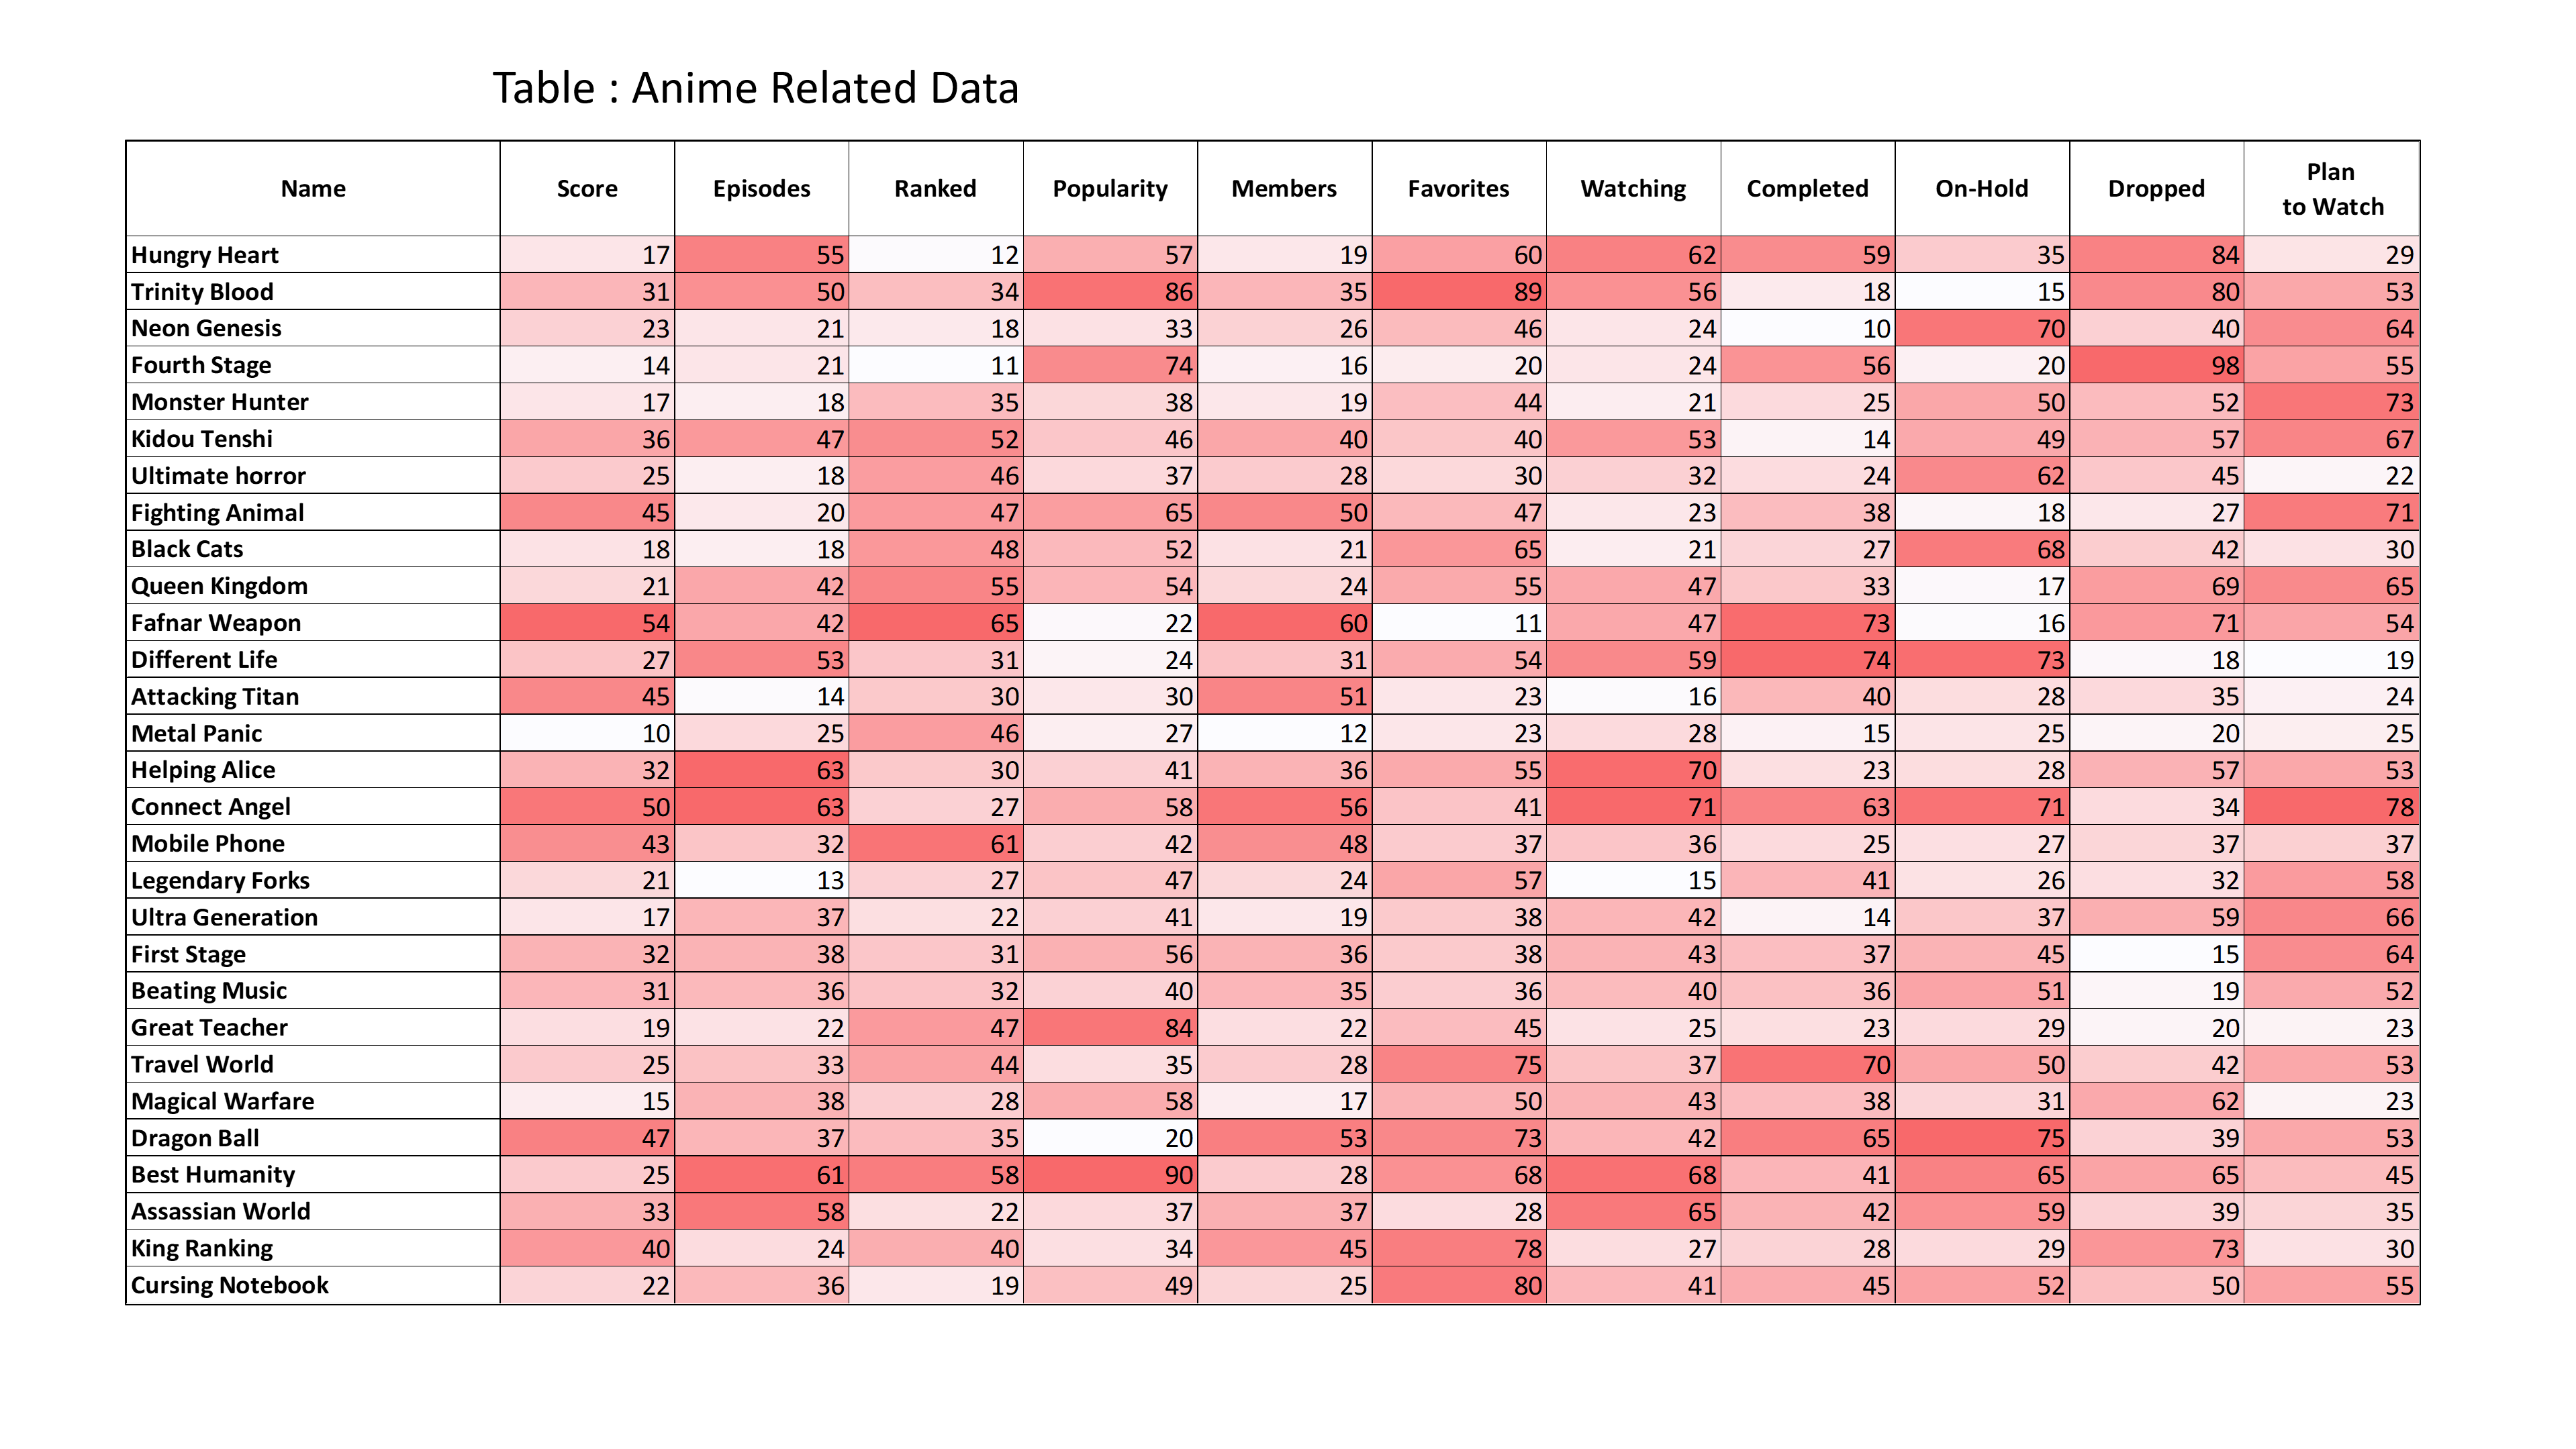 Table : Anime Related Data
Name Score Episodes Ranked Popularity Members Favorites Watching Completed On-Hold Dropped Plan to Watch
Hungry Heart 17 55 12 57 19 60 62 59 35 84 29
Trinity Blood 31 50 34 86 35 89 56 18 15 80 53
Neon Genesis 23 21 18 33 26 46 24 10 70 40 64
Fourth Stage 14 21 11 74 16 20 24 56 20 98 55
Monster Hunter 17 18 35 38 19 44 21 25 50 52 73
Kidou Tenshi 36 47 52 46 40 40 53 14 49 57 67
Ultimate horror 25 18 46 37 28 30 32 24 62 45 22
Fighting Animal 45 20 47 65 50 47 23 38 18 27 71
Black Cats 18 18 48 52 21 65 21 27 68 42 30
Queen Kingdom 21 42 55 54 24 55 47 33 17 69 65
Fafnar Weapon 54 42 65 22 60 11 47 73 16 71 54
Different Life 27 53 31 24 31 54 59 74 73 18 19
Attacking Titan 45 14 30 30 51 23 16 40 28 35 24
Metal Panic 10 25 46 27 12 23 28 15 25 20 25
Helping Alice 32 63 30 41 36 55 70 23 28 57 53
Connect Angel 50 63 27 58 56 41 71 63 71 34 78
Mobile Phone 43 32 61 42 48 37 36 25 27 37 37
Legendary Forks 21 13 27 47 24 57 15 41 26 32 58
Ultra Generation 17 37 22 41 19 38 42 14 37 59 66
First Stage 32 38 31 56 36 38 43 37 45 15 64
Beating Music 31 36 32 40 35 36 40 36 51 19 52
Great Teacher 19 22 47 84 22 45 25 23 29 20 23
Travel World 25 33 44 35 28 75 37 70 50 42 53
Magical Warfare 15 38 28 58 17 50 43 38 31 62 23
Dragon Ball 47 37 35 20 53 73 42 65 75 39 53
Best Humanity 25 61 58 90 28 68 68 41 65 65 45
Assassian World 33 58 22 37 37 28 65 42 59 39 35
King Ranking 40 24 40 34 45 78 27 28 29 73 30
Cursing Notebook 22 36 19 49 25 80 41 45 52 50 55